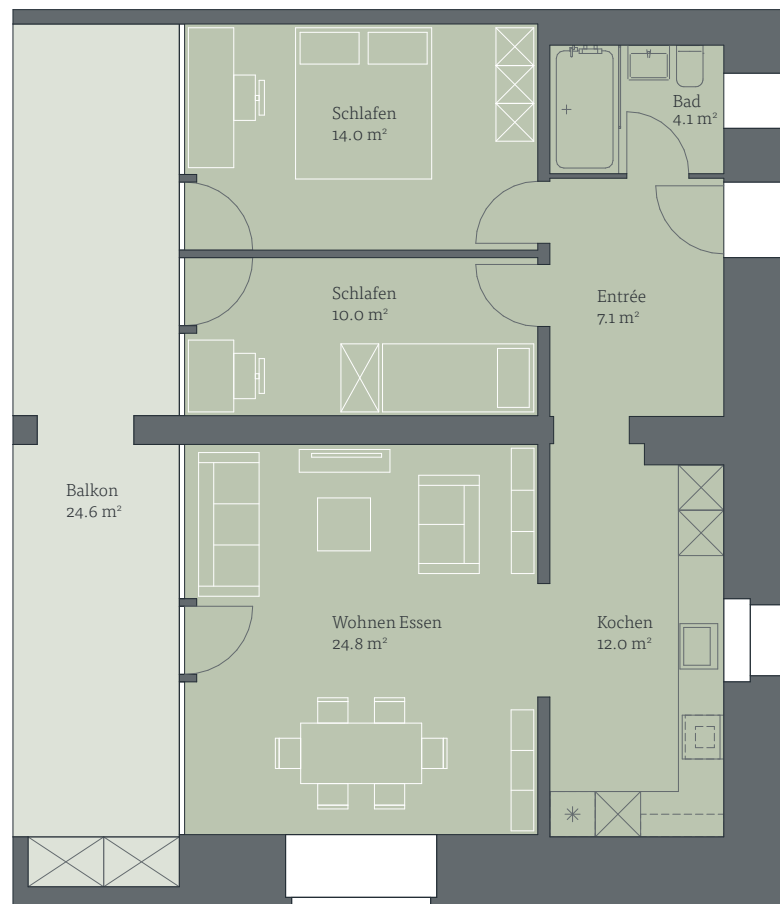 Schlafen
14.0 m²
Bad
4.1 m²
Schlafen
10.0 m²
Entrée
7.1 m²
Balkon
24.6 m²
Wohnen Essen
24.8 m²
Kochen
12.0 m²